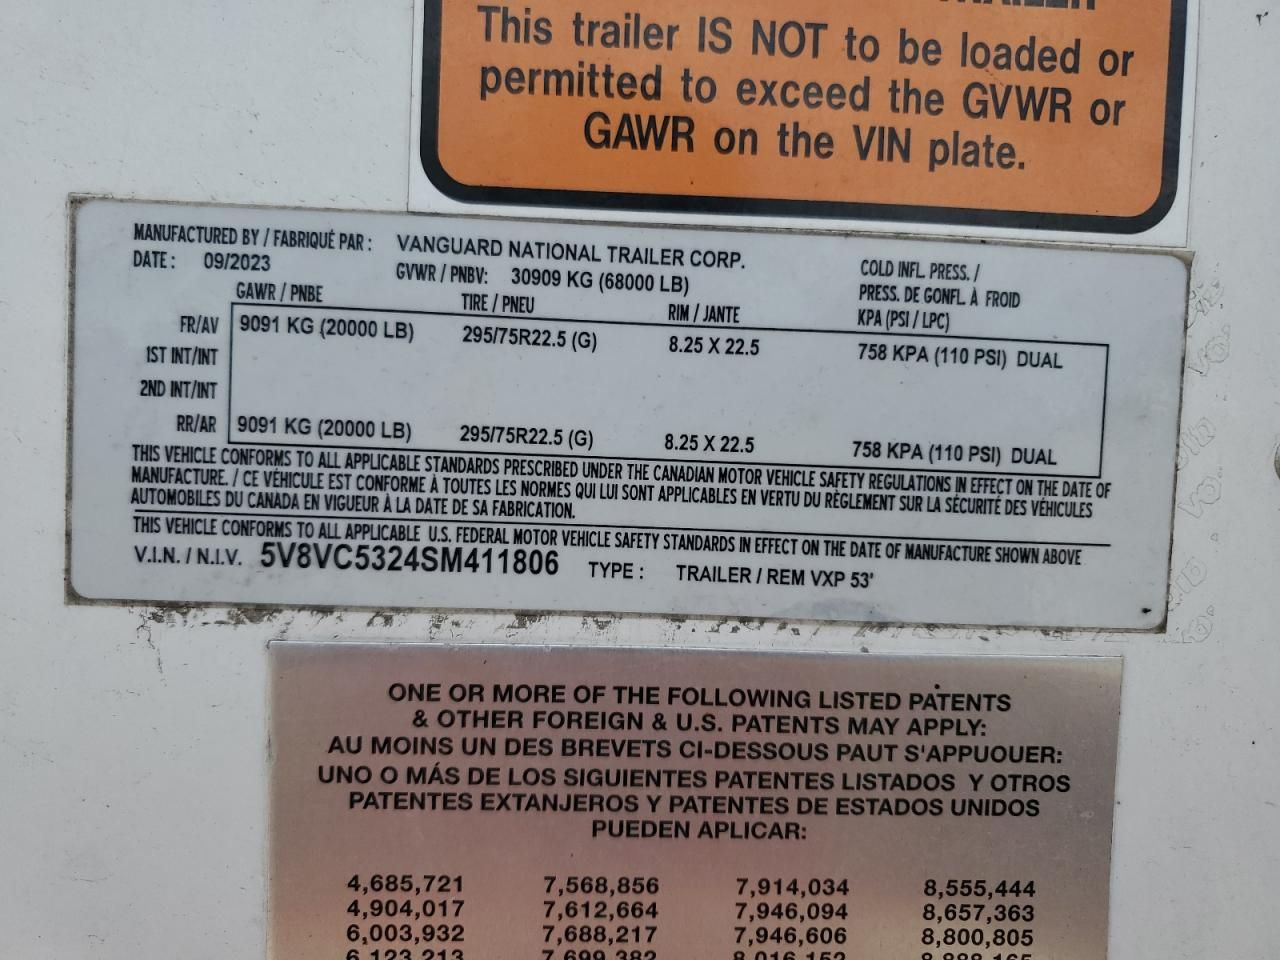 This trailer IS NOT to be loaded or
permitted to exceed the GVWR or
GAWR on the VIN plate.
MANUFACTURED BY / FABRIQUÉ PAR : VANGUARD NATIONAL TRAILER CORP.
DATE : 09/2023 GVWR / PNBV: 30909 KG (68000 LB)
COLD INFL. PRESS. /
PRESS. DE GONFL. À FROID
GAWR / PNBE TIRE / PNEU RIM / JANTE KPA (PSI / LPC)
FR/AV 9091 KG (20000 LB) 295/75R22.5 (G) 8.25 X 22.5 758 KPA (110 PSI) DUAL
1ST INT/INT
2ND INT/INT
RR/AR 9091 KG (20000 LB) 295/75R22.5 (G) 8.25 X 22.5 758 KPA (110 PSI) DUAL
THIS VEHICLE CONFORMS TO ALL APPLICABLE STANDARDS PRESCRIBED UNDER THE CANADIAN MOTOR VEHICLE SAFETY REGULATIONS IN EFFECT ON THE DATE OF
MANUFACTURE. / CE VÉHICULE EST CONFORME À TOUTES LES NORMES QUI LUI SONT APPLICABLES EN VERTU DU RÈGLEMENT SUR LA SÉCURITÉ DES VÉHICULES
AUTOMOBILES DU CANADA EN VIGUEUR À LA DATE DE SA FABRICATION.
THIS VEHICLE CONFORMS TO ALL APPLICABLE U.S. FEDERAL MOTOR VEHICLE SAFETY STANDARDS IN EFFECT ON THE DATE OF MANUFACTURE SHOWN ABOVE
V.I.N. / N.I.V. 5V8VC5324SM411806 TYPE : TRAILER / REM VXP 53'
ONE OR MORE OF THE FOLLOWING LISTED PATENTS
& OTHER FOREIGN & U.S. PATENTS MAY APPLY:
AU MOINS UN DES BREVETS CI-DESSOUS PAUT S'APPUOUER:
UNO O MÁS DE LOS SIGUIENTES PATENTES LISTADOS Y OTROS
PATENTES EXTANJEROS Y PATENTES DE ESTADOS UNIDOS
PUEDEN APLICAR:
4,685,721 7,568,856 7,914,034 8,555,444
4,904,017 7,612,664 7,946,094 8,657,363
6,003,932 7,688,217 7,946,606 8,800,805
6,123,213 7,699,382 8,016,152